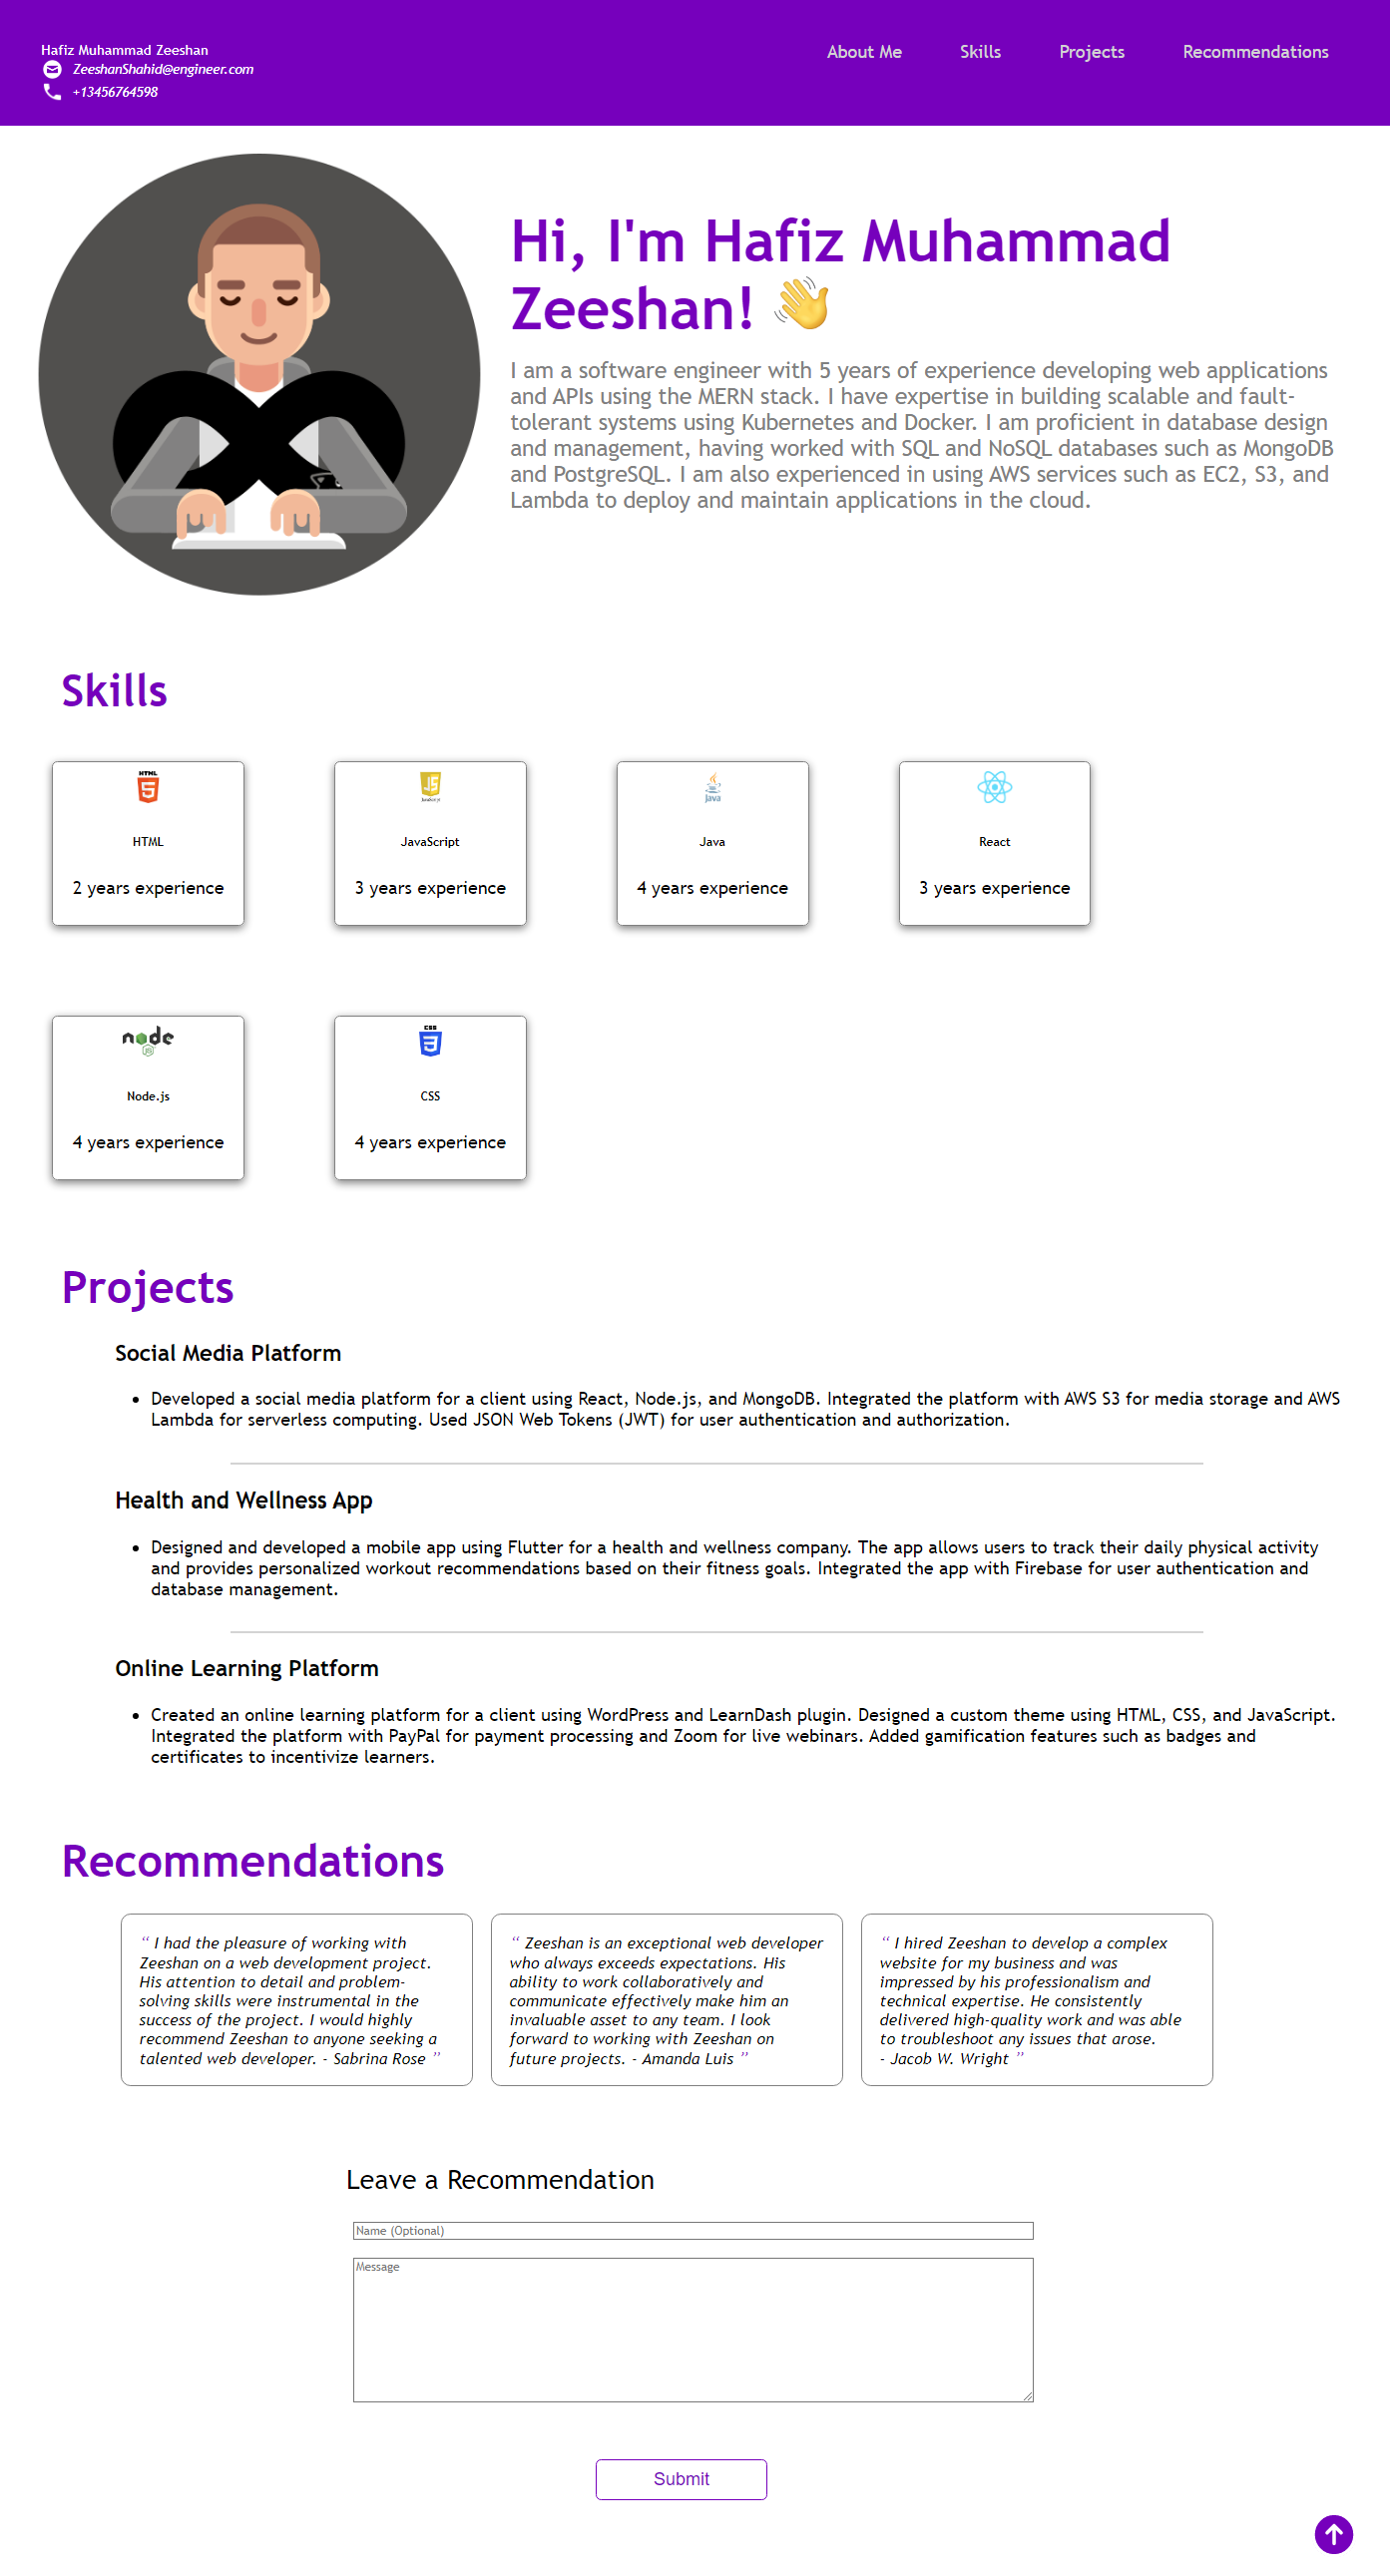 Hafiz Muhammad Zeeshan
ZeeshanShahid@engineer.com
+13456764598
About Me
Skills
Projects
Recommendations
Hi, I'm Hafiz Muhammad
Zeeshan! 👋
I am a software engineer with 5 years of experience developing web applications
and APIs using the MERN stack. I have expertise in building scalable and fault-
tolerant systems using Kubernetes and Docker. I am proficient in database design
and management, having worked with SQL and NoSQL databases such as MongoDB
and PostgreSQL. I am also experienced in using AWS services such as EC2, S3, and
Lambda to deploy and maintain applications in the cloud.
Skills
HTML
5
HTML
2 years experience
JS
JavaScript
JavaScript
3 years experience
Java
Java
4 years experience
React
3 years experience
node
JS
Node.js
4 years experience
CSS
3
CSS
4 years experience
Projects
Social Media Platform
• Developed a social media platform for a client using React, Node.js, and MongoDB. Integrated the platform with AWS S3 for media storage and AWS
Lambda for serverless computing. Used JSON Web Tokens (JWT) for user authentication and authorization.
Health and Wellness App
• Designed and developed a mobile app using Flutter for a health and wellness company. The app allows users to track their daily physical activity
and provides personalized workout recommendations based on their fitness goals. Integrated the app with Firebase for user authentication and
database management.
Online Learning Platform
• Created an online learning platform for a client using WordPress and LearnDash plugin. Designed a custom theme using HTML, CSS, and JavaScript.
Integrated the platform with PayPal for payment processing and Zoom for live webinars. Added gamification features such as badges and
certificates to incentivize learners.
Recommendations
“ I had the pleasure of working with
Zeeshan on a web development project.
His attention to detail and problem-
solving skills were instrumental in the
success of the project. I would highly
recommend Zeeshan to anyone seeking a
talented web developer. - Sabrina Rose ”
“ Zeeshan is an exceptional web developer
who always exceeds expectations. His
ability to work collaboratively and
communicate effectively make him an
invaluable asset to any team. I look
forward to working with Zeeshan on
future projects. - Amanda Luis ”
“ I hired Zeeshan to develop a complex
website for my business and was
impressed by his professionalism and
technical expertise. He consistently
delivered high-quality work and was able
to troubleshoot any issues that arose.
- Jacob W. Wright ”
Leave a Recommendation
Name (Optional)
Message
Submit